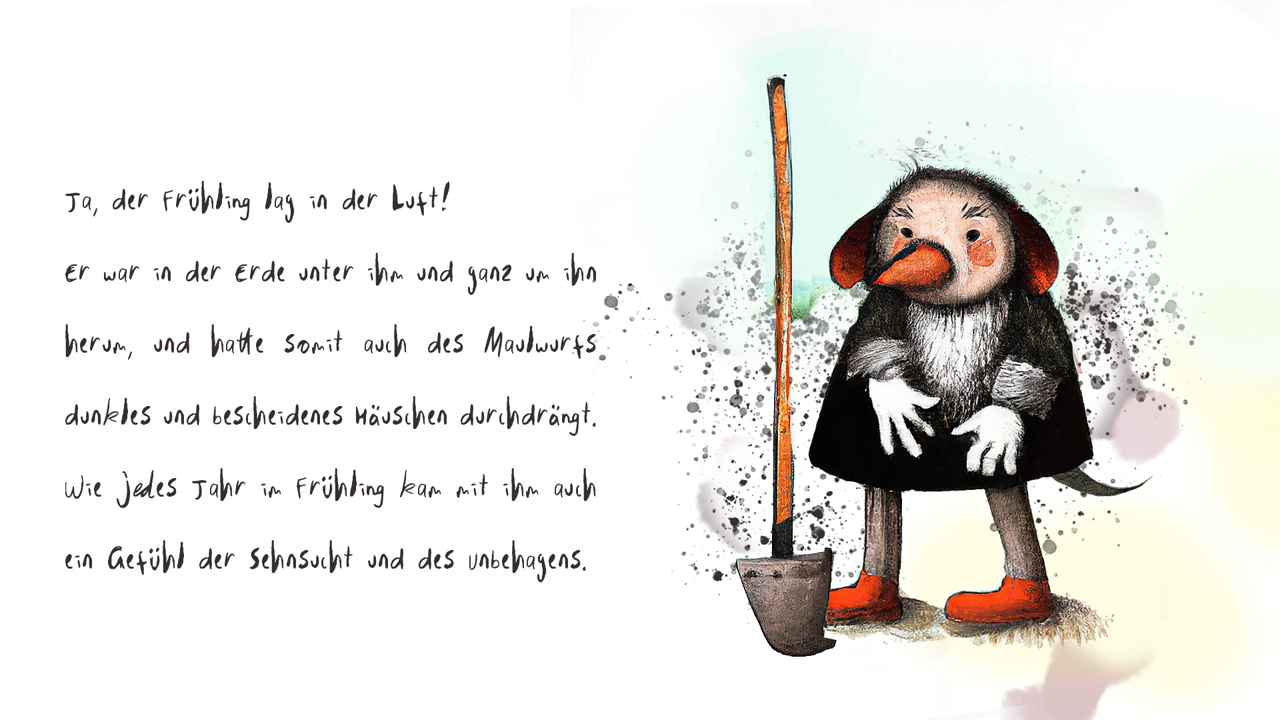 Ja, der Frühling lag in der Luft!
Er war in der Erde unter ihm und ganz um ihn
herum, und hatte somit auch des Maulwurfs
dunkles und bescheidenes Häuschen durchdrängt.
Wie jedes Jahr im Frühling kam mit ihm auch
ein Gefühl der Sehnsucht und des Unbehagens.